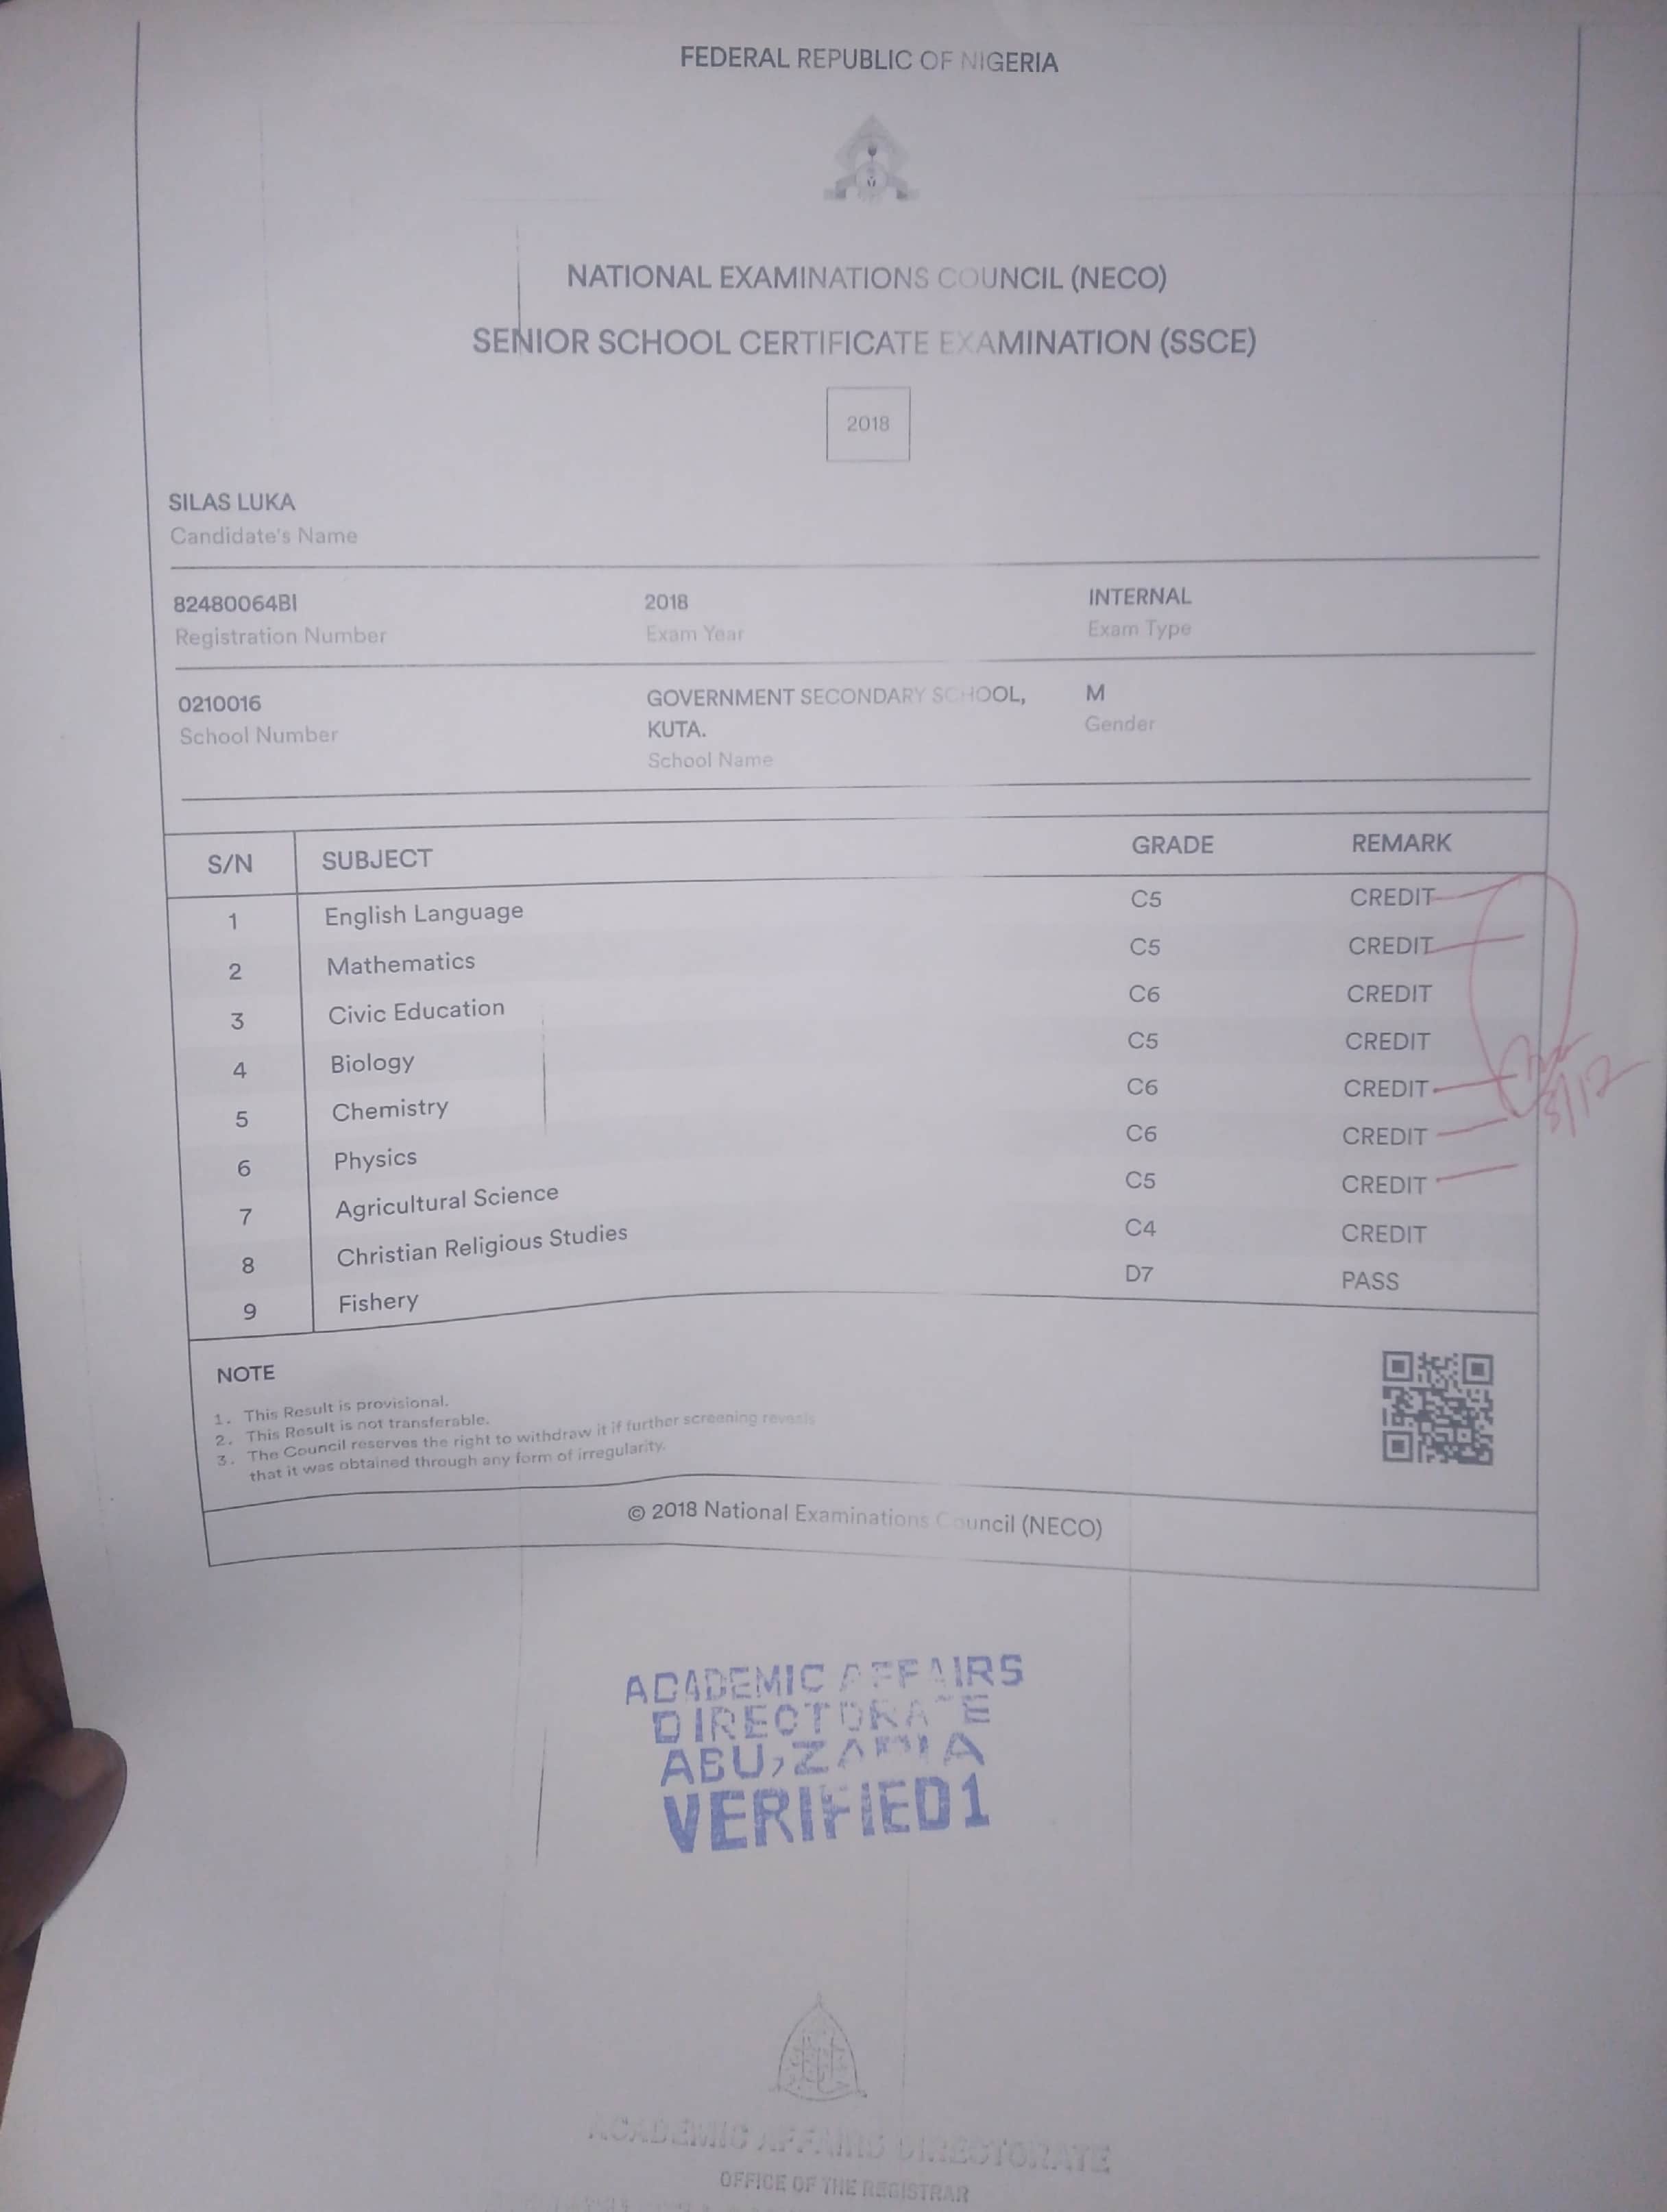 FEDERAL REPUBLIC OF NIGERIA
NATIONAL EXAMINATIONS COUNCIL (NECO)
SENIOR SCHOOL CERTIFICATE EXAMINATION (SSCE)
2018
SILAS LUKA
Candidate's Name
82480064BI 2018 INTERNAL
Registration Number Exam Year Exam Type
0210016 GOVERNMENT SECONDARY SCHOOL, M
School Number KUTA. Gender
School Name
S/N SUBJECT GRADE REMARK
1 English Language C5 CREDIT
2 Mathematics C5 CREDIT
3 Civic Education C6 CREDIT
4 Biology C5 CREDIT
5 Chemistry C6 CREDIT
6 Physics C6 CREDIT
7 Agricultural Science C5 CREDIT
8 Christian Religious Studies C4 CREDIT
9 Fishery D7 PASS
NOTE
1. This Result is provisional.
2. This Result is not transferable.
3. The Council reserves the right to withdraw it if further screening reveals
that it was obtained through any form of irregularity.
© 2018 National Examinations Council (NECO)
ACADEMIC AFFAIRS
DIRECTORATE
ABU, ZARIA
VERIFIED1
ACADEMIC AFFAIRS DIRECTORATE
OFFICE OF THE REGISTRAR